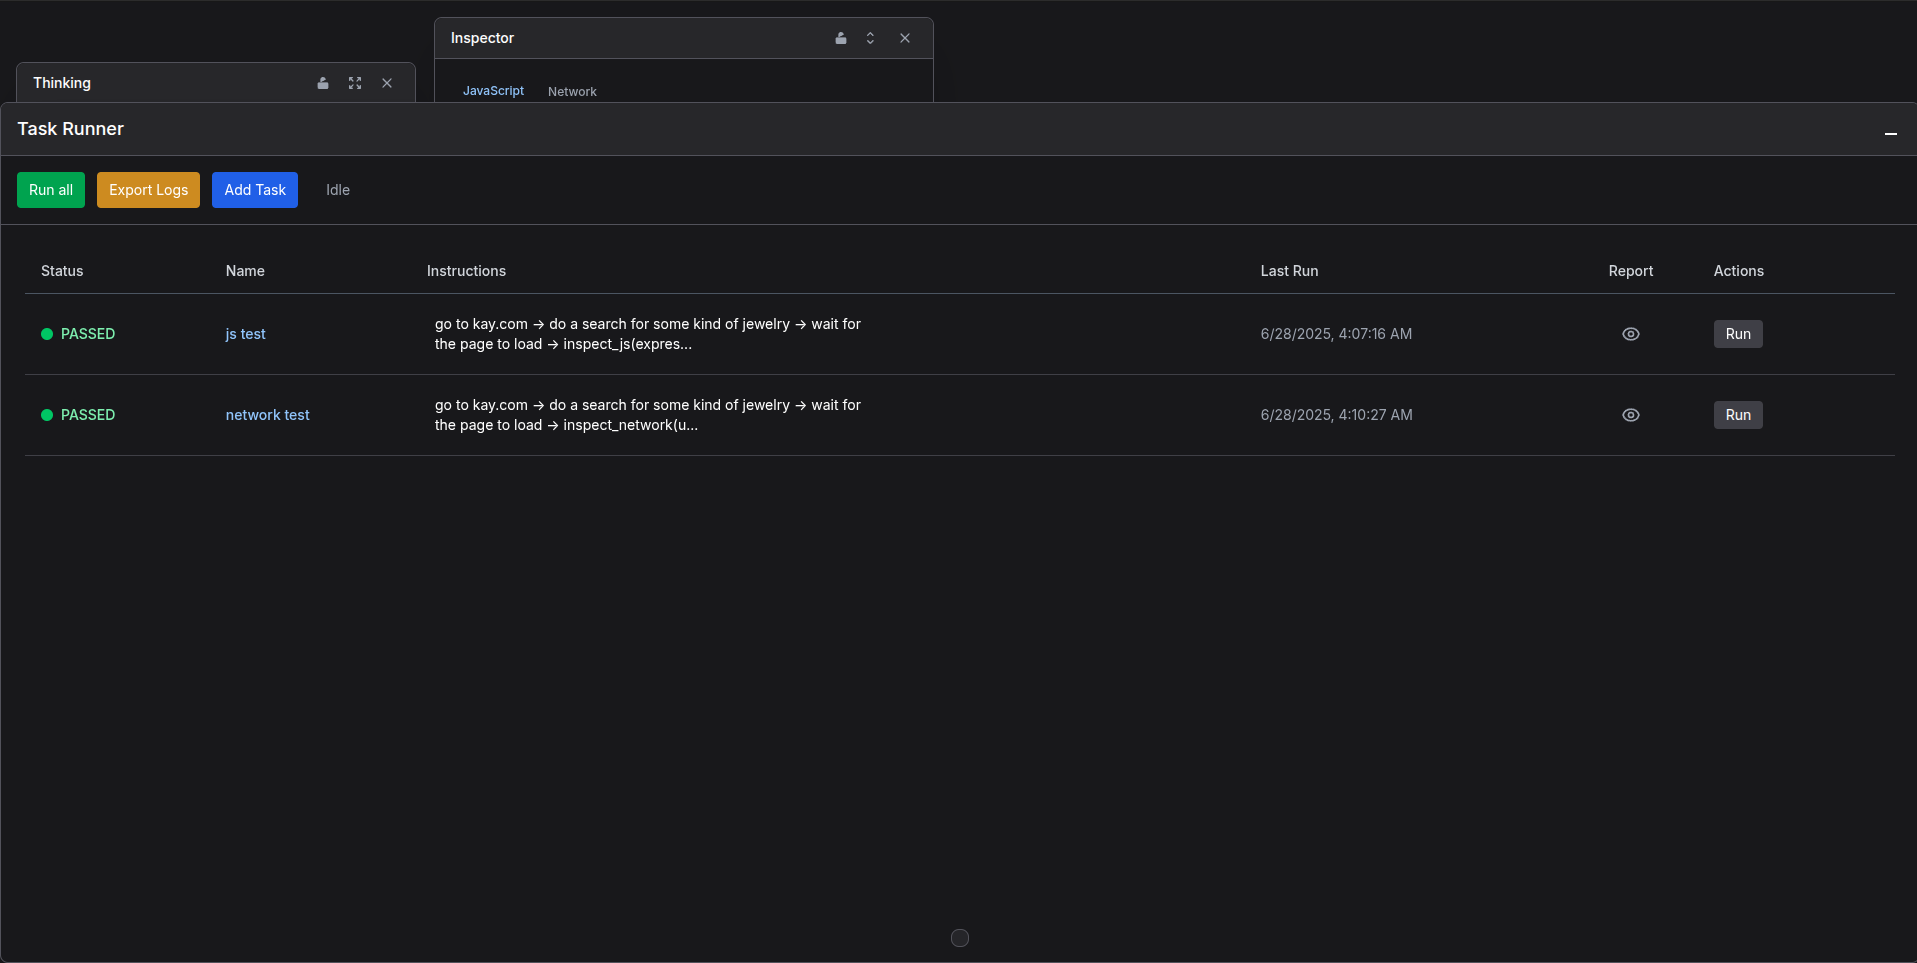 Inspector
JavaScript Network
Thinking
Task Runner
Run all Export Logs Add Task Idle
Status Name Instructions Last Run Report Actions
PASSED js test go to kay.com → do a search for some kind of jewelry → wait for 6/28/2025, 4:07:16 AM Run
the page to load → inspect_js(expres...
PASSED network test go to kay.com → do a search for some kind of jewelry → wait for 6/28/2025, 4:10:27 AM Run
the page to load → inspect_network(u...